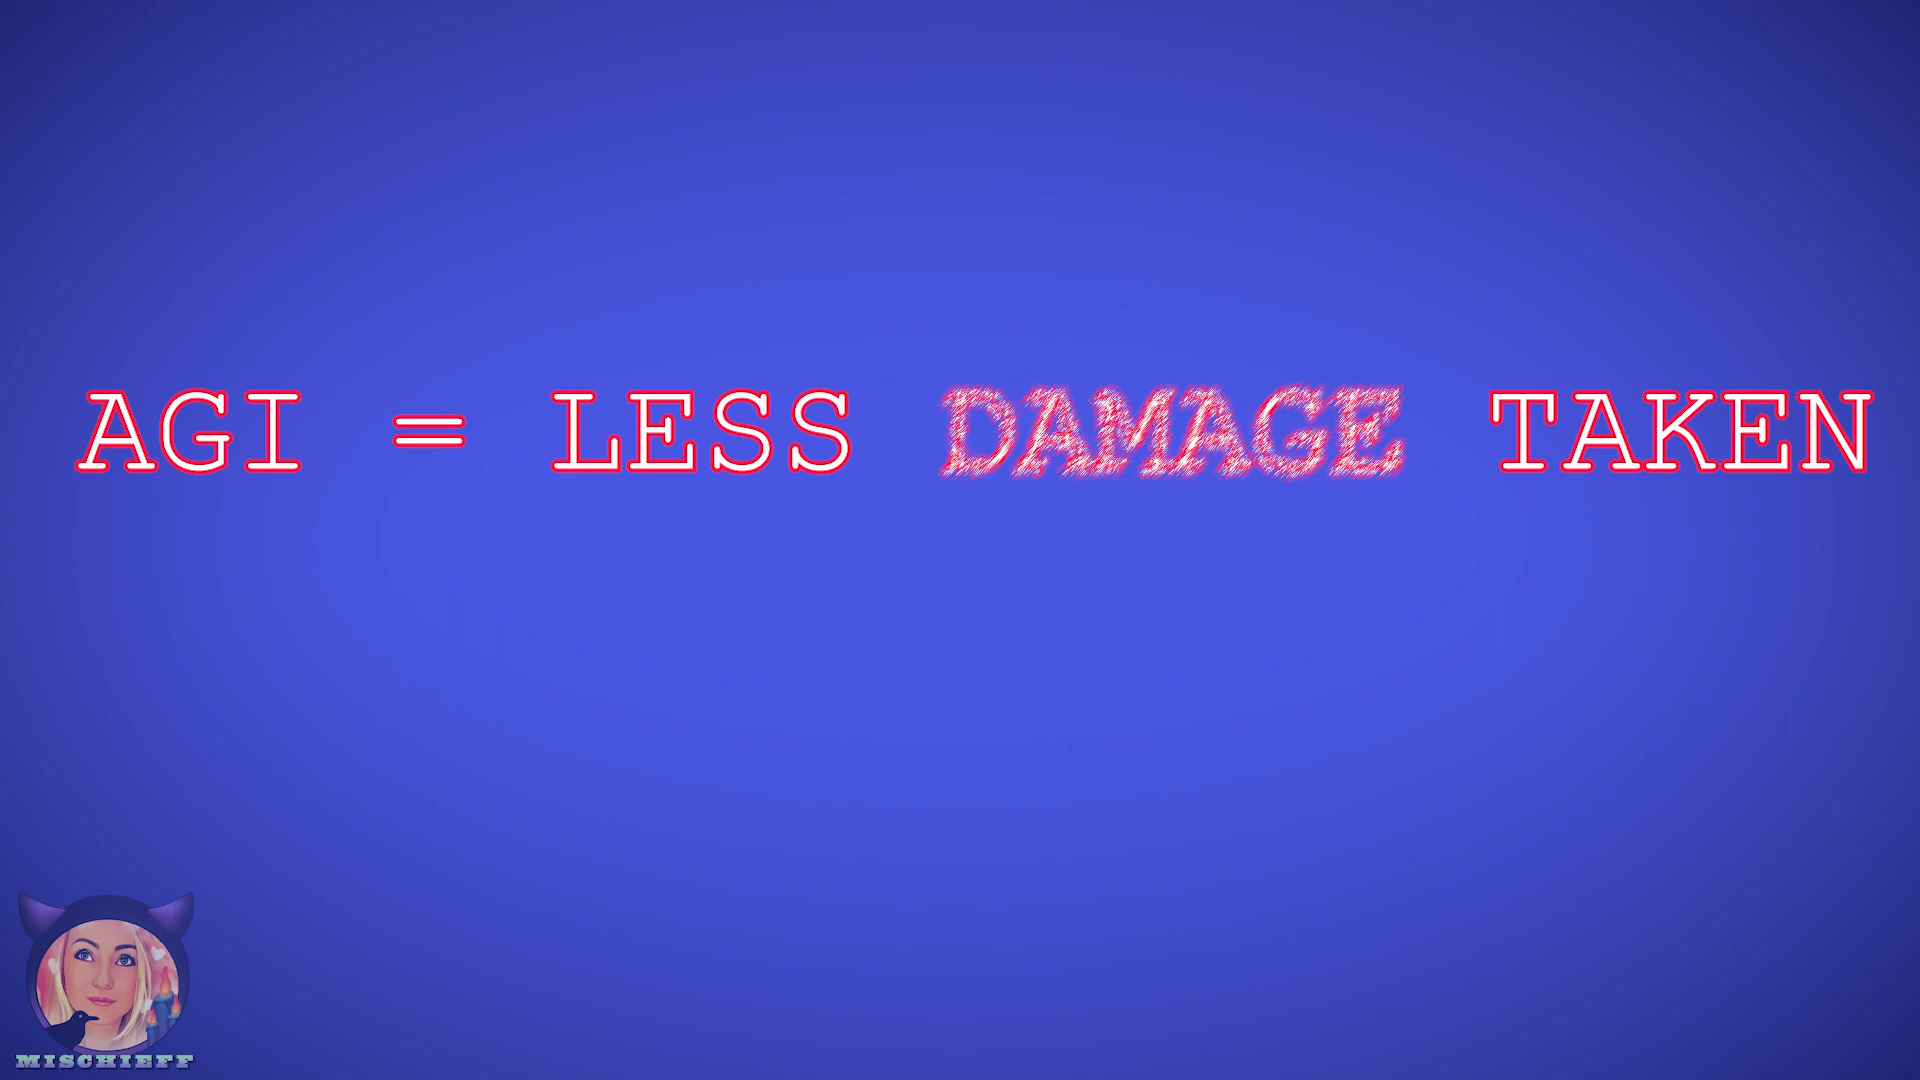 AGI = LESS DAMAGE TAKEN
MISCHIEFF